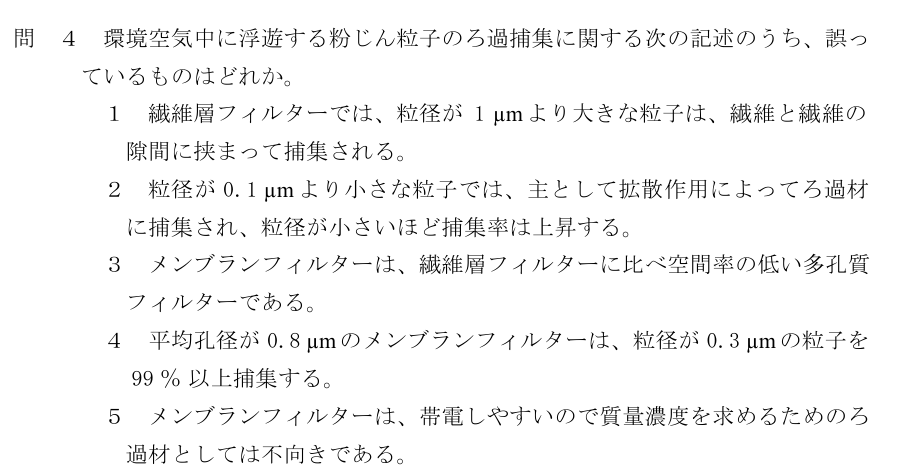 問　４　環境空気中に浮遊する粉じん粒子のろ過捕集に関する次の記述のうち、誤っ
ているものはどれか。
１　繊維層フィルターでは、粒径が 1 μmより大きな粒子は、繊維と繊維の
隙間に挟まって捕集される。
２　粒径が 0.1 μmより小さな粒子では、主として拡散作用によってろ過材
に捕集され、粒径が小さいほど捕集率は上昇する。
３　メンブランフィルターは、繊維層フィルターに比べ空間率の低い多孔質
フィルターである。
４　平均孔径が 0.8 μmのメンブランフィルターは、粒径が 0.3 μmの粒子を
99 % 以上捕集する。
５　メンブランフィルターは、帯電しやすいので質量濃度を求めるためのろ
過材としては不向きである。